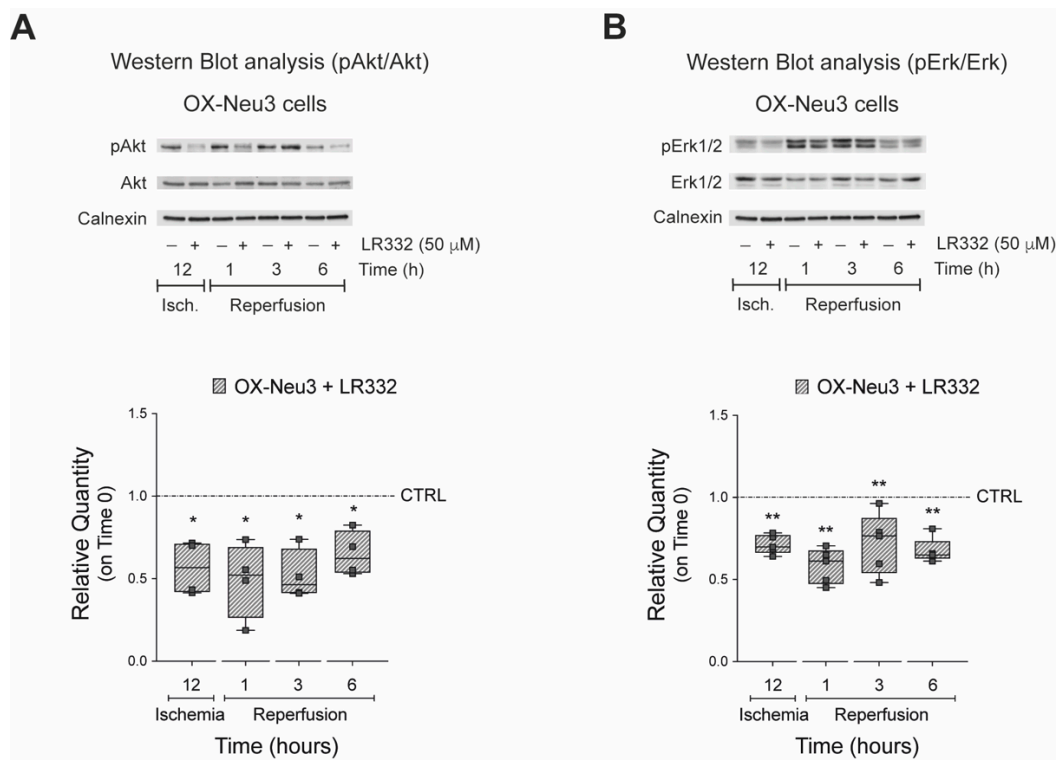 A
Western Blot analysis (pAkt/Akt)
OX-Neu3 cells
pAkt
Akt
Calnexin
– + – + – + – + LR332 (50 μM)
12 1 3 6 Time (h)
Isch. Reperfusion
OX-Neu3 + LR332
Relative Quantity
(on Time 0)
1.5
1.0
0.5
0.0
CTRL
* * * *
12 1 3 6
Ischemia Reperfusion
Time (hours)
B
Western Blot analysis (pErk/Erk)
OX-Neu3 cells
pErk1/2
Erk1/2
Calnexin
– + – + – + – + LR332 (50 μM)
12 1 3 6 Time (h)
Isch. Reperfusion
OX-Neu3 + LR332
Relative Quantity
(on Time 0)
1.5
1.0
0.5
0.0
CTRL
** ** ** **
12 1 3 6
Ischemia Reperfusion
Time (hours)